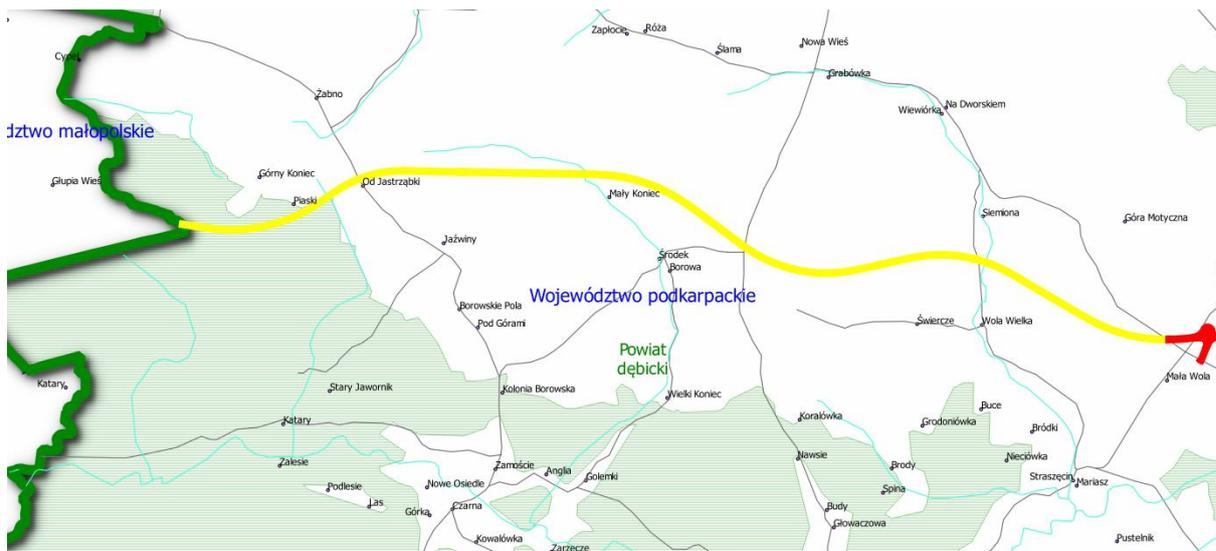 Zapłocie
Róża
Nowa Wieś
Ślama
Cypel
Grabówka
Żabno
Na Dworskiem
Wiewiórka
dztwo małopolskie
Górny Koniec
Głupia Wieś
Od Jastrząbki
Piaski
Mały Koniec
Siemiona
Góra Motyczna
Jaźwiny
Środek
Borowa
Województwo podkarpackie
Borowskie Pola
Pod Górami
Świercze
Wola Wielka
Powiat
dębicki
Mała Wola
Katary
Stary Jawornik
Kolonia Borowska
Wielki Koniec
Buce
Katary
Koralówka
Grodoniówka
Bródki
Zalesie
Zamoście
Anglia
Golemki
Nawsie
Brody
Nieciówka
Straszęcin
Mariasz
Podlesie
Nowe Osiedle
Spina
Las
Górka
Czarna
Budy
Głowaczowa
Kowalówka
Zarzecze
Pustelnik